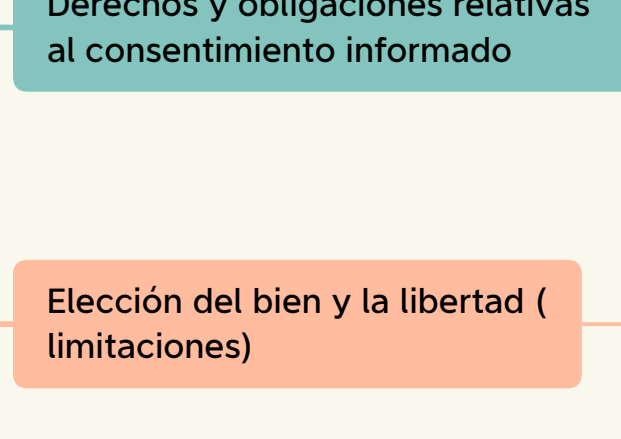 Derechos y obligaciones relativas
al consentimiento informado
Elección del bien y la libertad (
limitaciones)